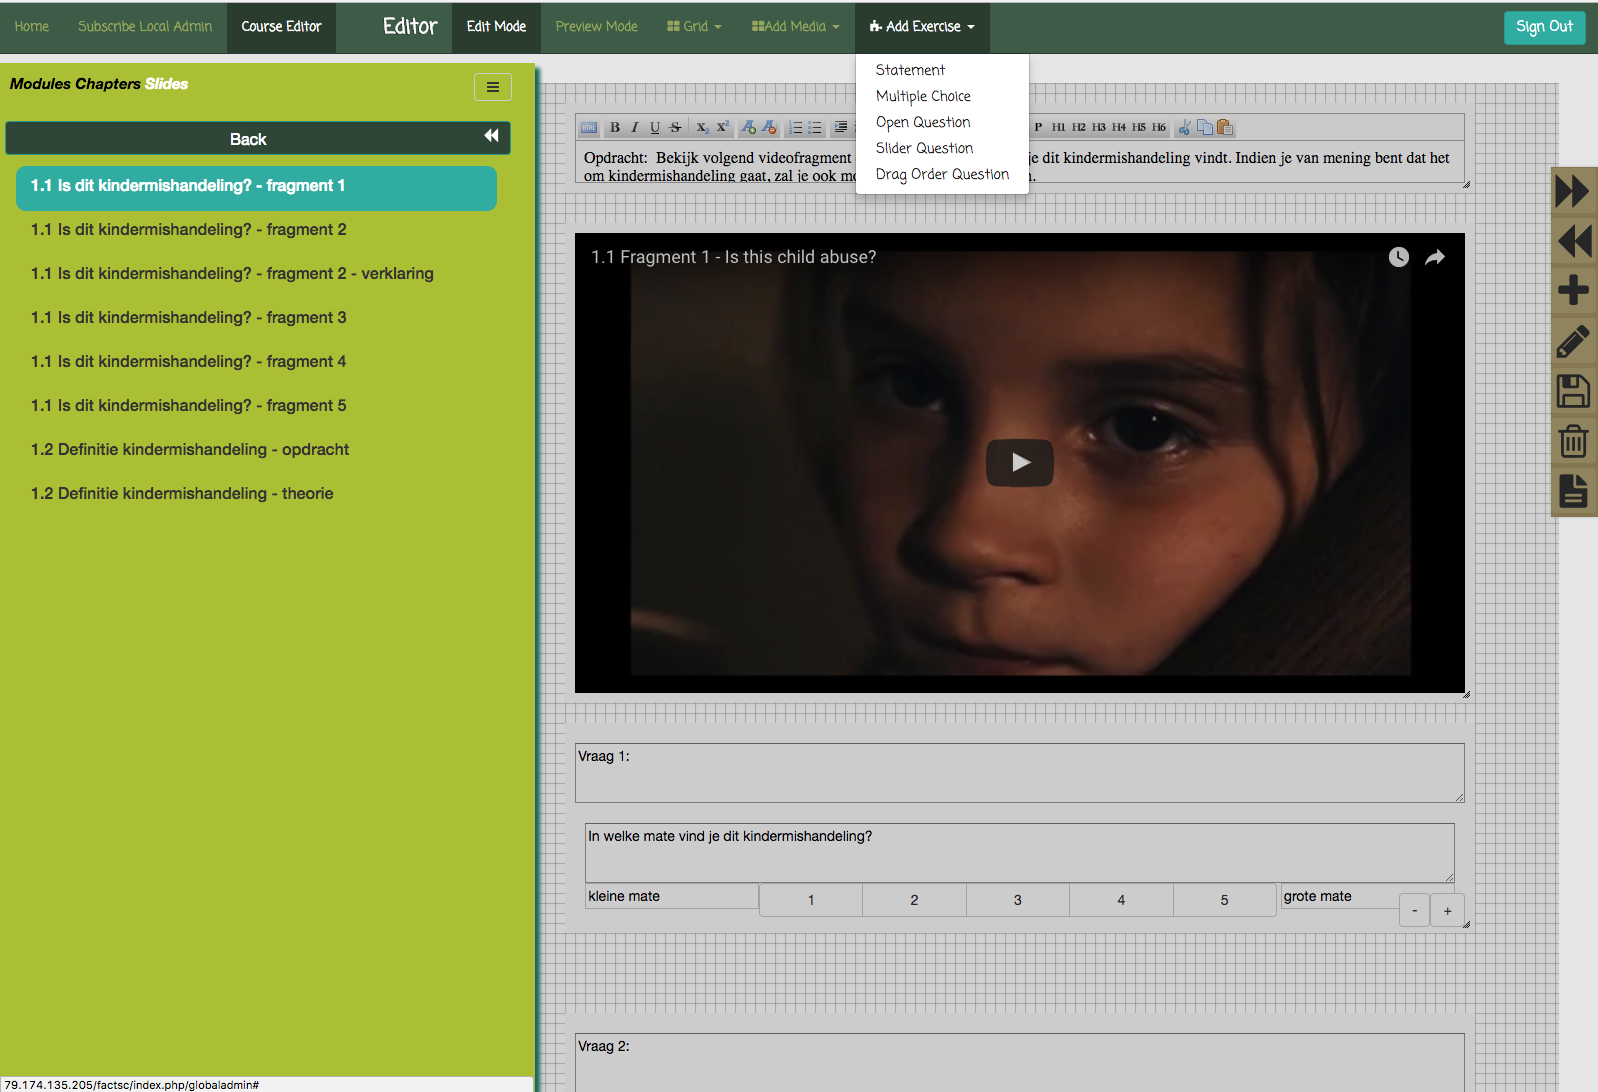 Home Subscribe Local Admin Course Editor Editor Edit Mode Preview Mode Grid Add Media Add Exercise Sign Out
Statement
Multiple Choice
Open Question
Slider Question
Drag Order Question
Modules Chapters Slides
Back
1.1 Is dit kindermishandeling? - fragment 1
1.1 Is dit kindermishandeling? - fragment 2
1.1 Is dit kindermishandeling? - fragment 2 - verklaring
1.1 Is dit kindermishandeling? - fragment 3
1.1 Is dit kindermishandeling? - fragment 4
1.1 Is dit kindermishandeling? - fragment 5
1.2 Definitie kindermishandeling - opdracht
1.2 Definitie kindermishandeling - theorie
B I U S X₂ X² P H1 H2 H3 H4 H5 H6
Opdracht: Bekijk volgend videofragment je dit kindermishandeling vindt. Indien je van mening bent dat het
om kindermishandeling gaat, zal je ook
1.1 Fragment 1 - Is this child abuse?
Vraag 1:
In welke mate vind je dit kindermishandeling?
kleine mate 1 2 3 4 5 grote mate - +
Vraag 2:
79.174.135.205/factsc/index.php/globaladmin#